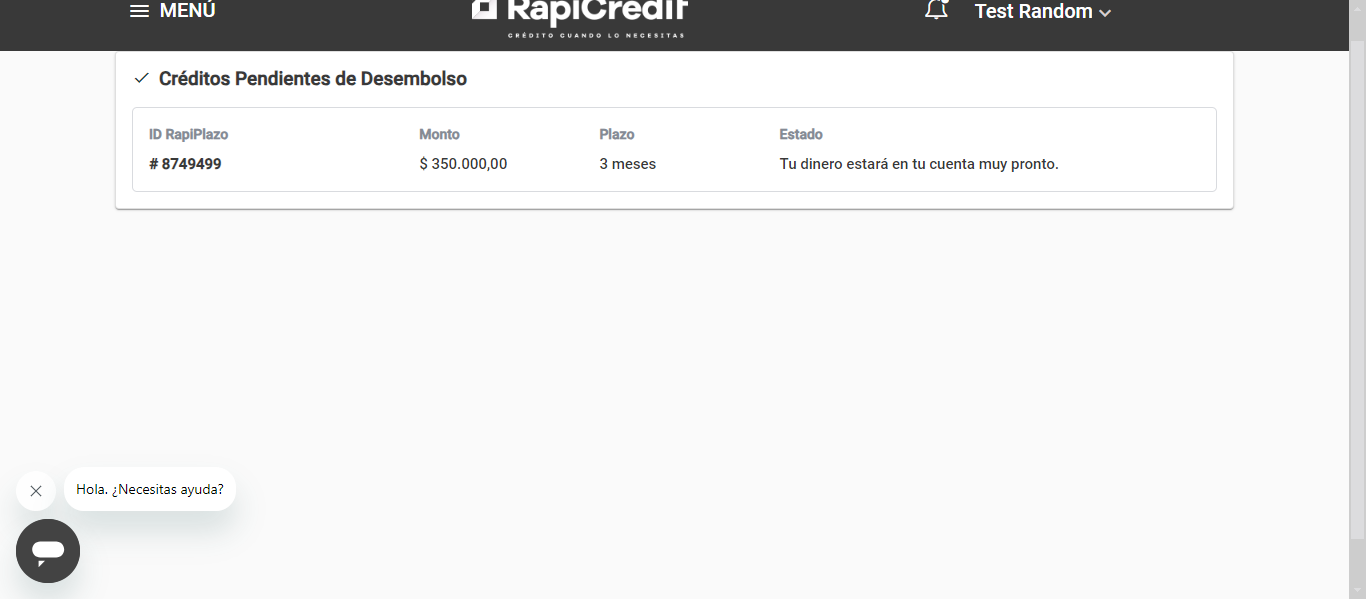 MENÚ
RapiCredit
CRÉDITO CUANDO LO NECESITAS
Test Random
Créditos Pendientes de Desembolso
ID RapiPlazo Monto Plazo Estado
# 8749499 $ 350.000,00 3 meses Tu dinero estará en tu cuenta muy pronto.
Hola. ¿Necesitas ayuda?